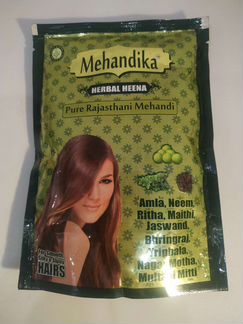 Mehandika
HERBAL HEENA
Pure Rajasthani Mehandi
Amla, Neem,
Ritha, Maithi,
Jaswand,
Bhringraj,
Triphala,
Nagar Motha,
Multani Mitti
HAIRS